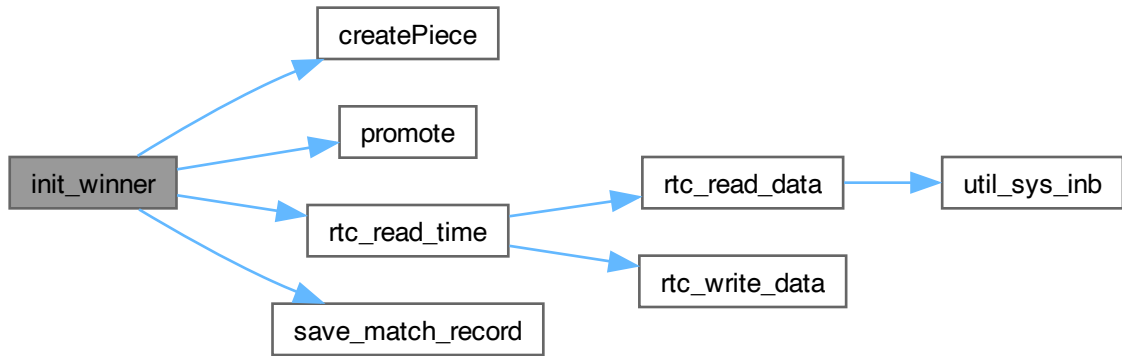 createPiece
promote
init_winner
rtc_read_data
util_sys_inb
rtc_read_time
rtc_write_data
save_match_record